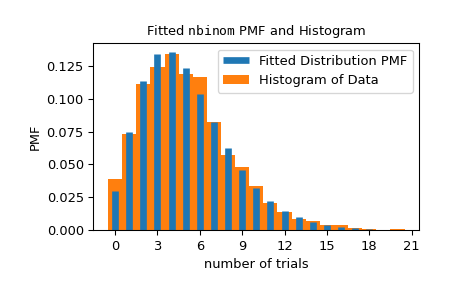 Fitted nbinom PMF and Histogram
Fitted Distribution PMF
Histogram of Data
0.125
0.100
0.075
0.050
0.025
0.000
PMF
0 3 6 9 12 15 18 21
number of trials